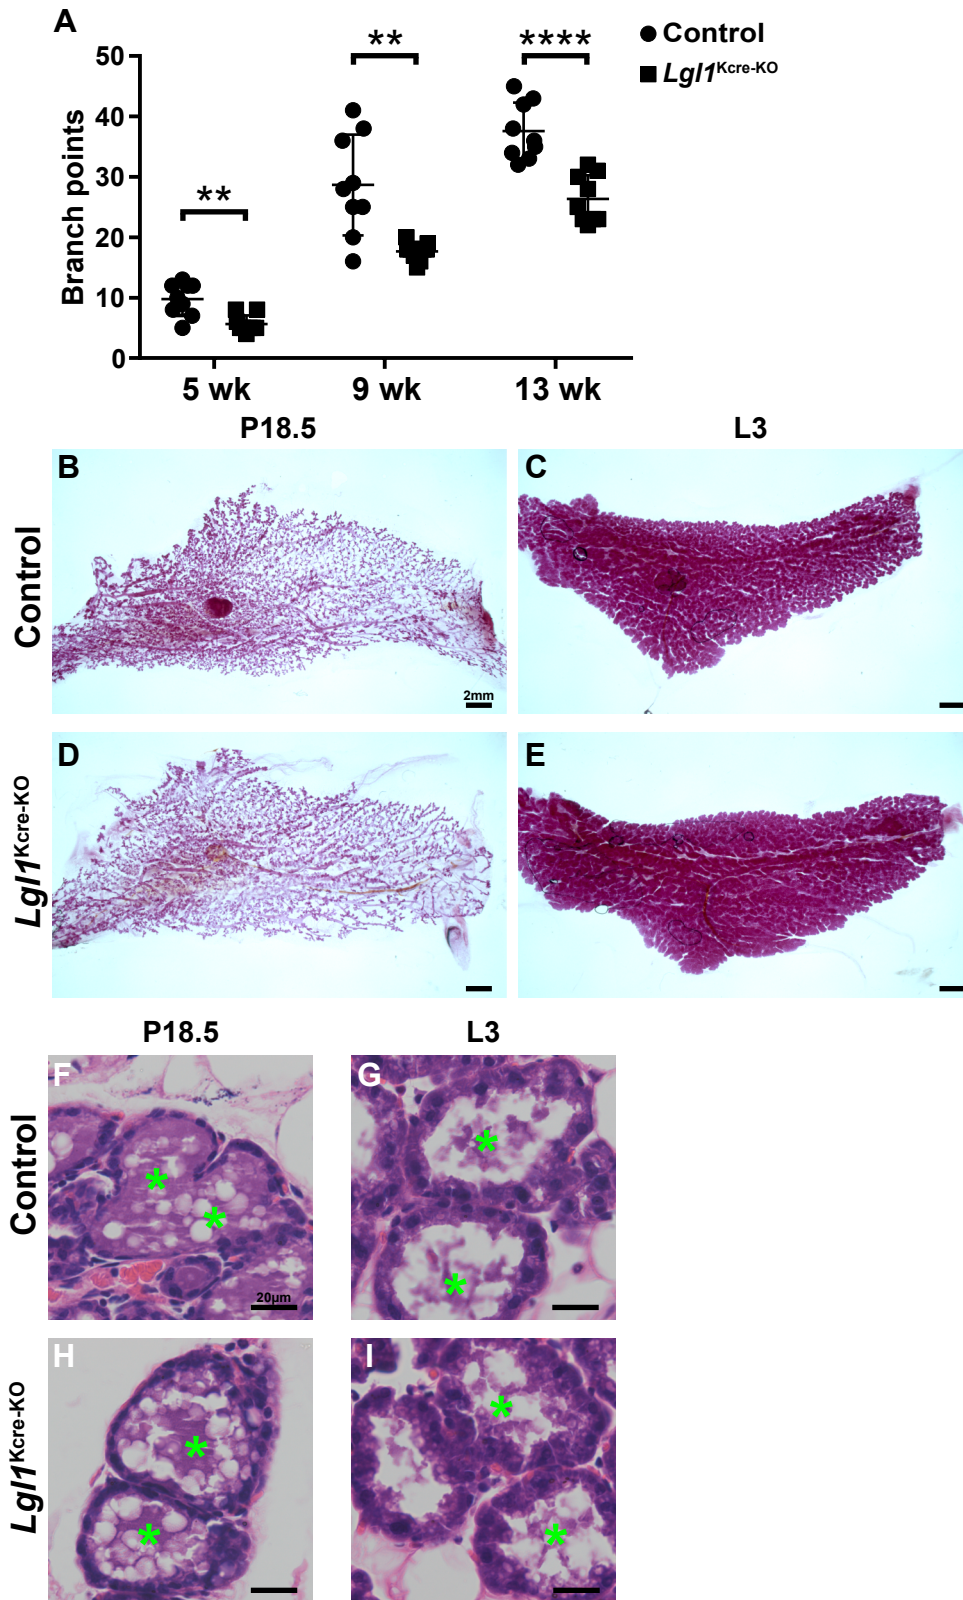 A
Control
Lgl1Kcre-KO
** ** ****
Branch points
50
40
30
20
10
0
5 wk 9 wk 13 wk
P18.5 L3
Control
B C
2mm
Lgl1Kcre-KO
D E
P18.5 L3
Control
F G
* * * *
20µm
Lgl1Kcre-KO
H I
* * * *